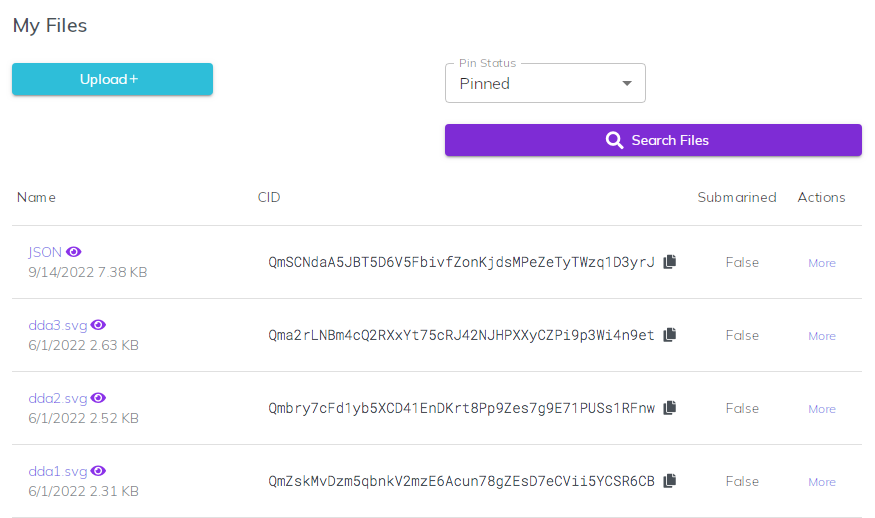 My Files
Upload+
Pin Status
Pinned
Search Files
Name CID Submarined Actions
JSON
9/14/2022 7.38 KB
QmSCNdaA5JBT5D6V5FbivfZonKjdsMPeZeTyTWzq1D3yrJ False More
dda3.svg
6/1/2022 2.63 KB
Qma2rLNBm4cQ2RXxYt75cRJ42NJHPXXyCZPi9p3Wi4n9et False More
dda2.svg
6/1/2022 2.52 KB
Qmbry7cFd1yb5XCD41EnDKrt8Pp9Zes7g9E71PUSs1RFnw False More
dda1.svg
6/1/2022 2.31 KB
QmZskMvDzm5qbnkV2mzE6Acun78gZEsD7eCVii5YCSR6CB False More